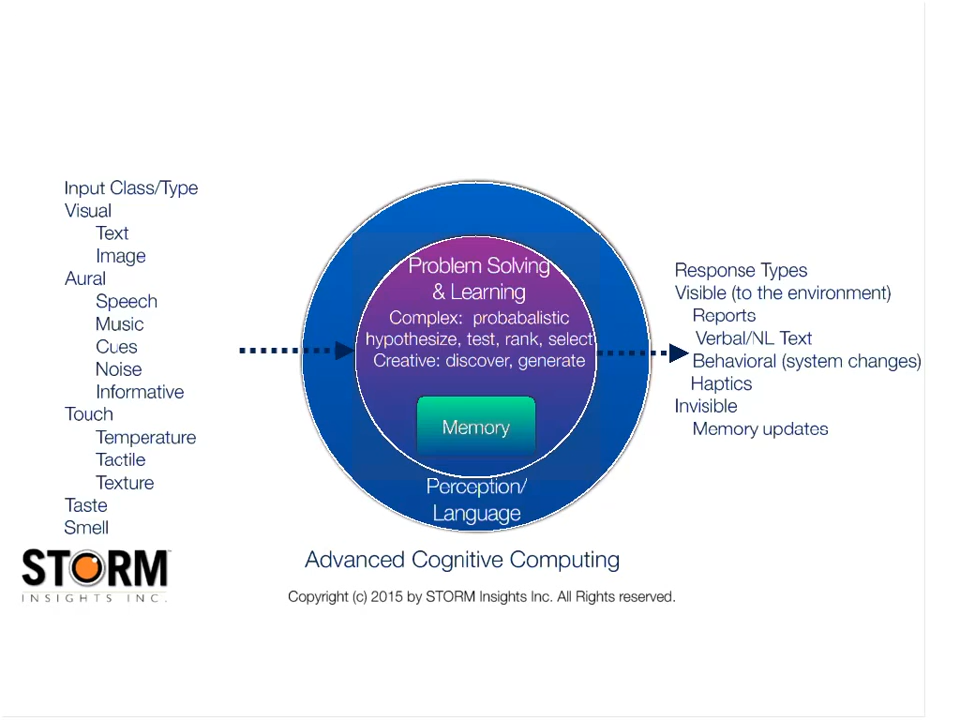 Input Class/Type
Visual
Text
Image
Aural
Speech
Music
Cues
Noise
Informative
Touch
Temperature
Tactile
Texture
Taste
Smell
Problem Solving
& Learning
Complex: probabalistic
hypothesize, test, rank, select
Creative: discover, generate
Memory
Perception/
Language
Response Types
Visible (to the environment)
Reports
Verbal/NL Text
Behavioral (system changes)
Haptics
Invisible
Memory updates
STORM
INSIGHTS INC.
Advanced Cognitive Computing
Copyright (c) 2015 by STORM Insights Inc. All Rights reserved.